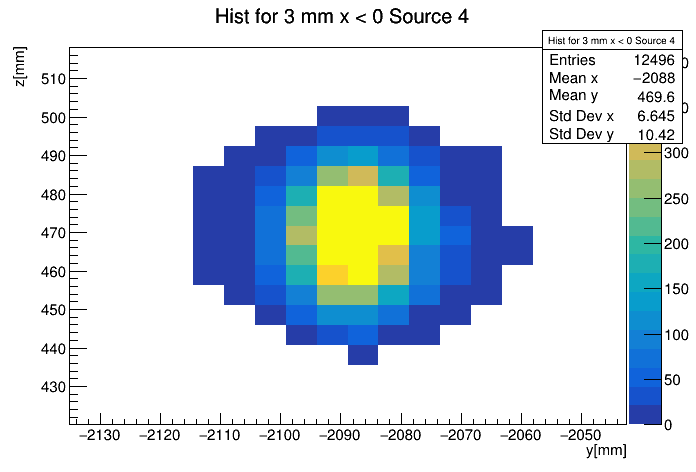 Hist for 3 mm x < 0 Source 4
Hist for 3 mm x < 0 Source 4
Entries 12496
Mean x −2088
Mean y 469.6
Std Dev x 6.645
Std Dev y 10.42
z[mm]
510
500
490
480
470
460
450
440
430
300
250
200
150
100
50
0
−2130 −2120 −2110 −2100 −2090 −2080 −2070 −2060 −2050
y[mm]